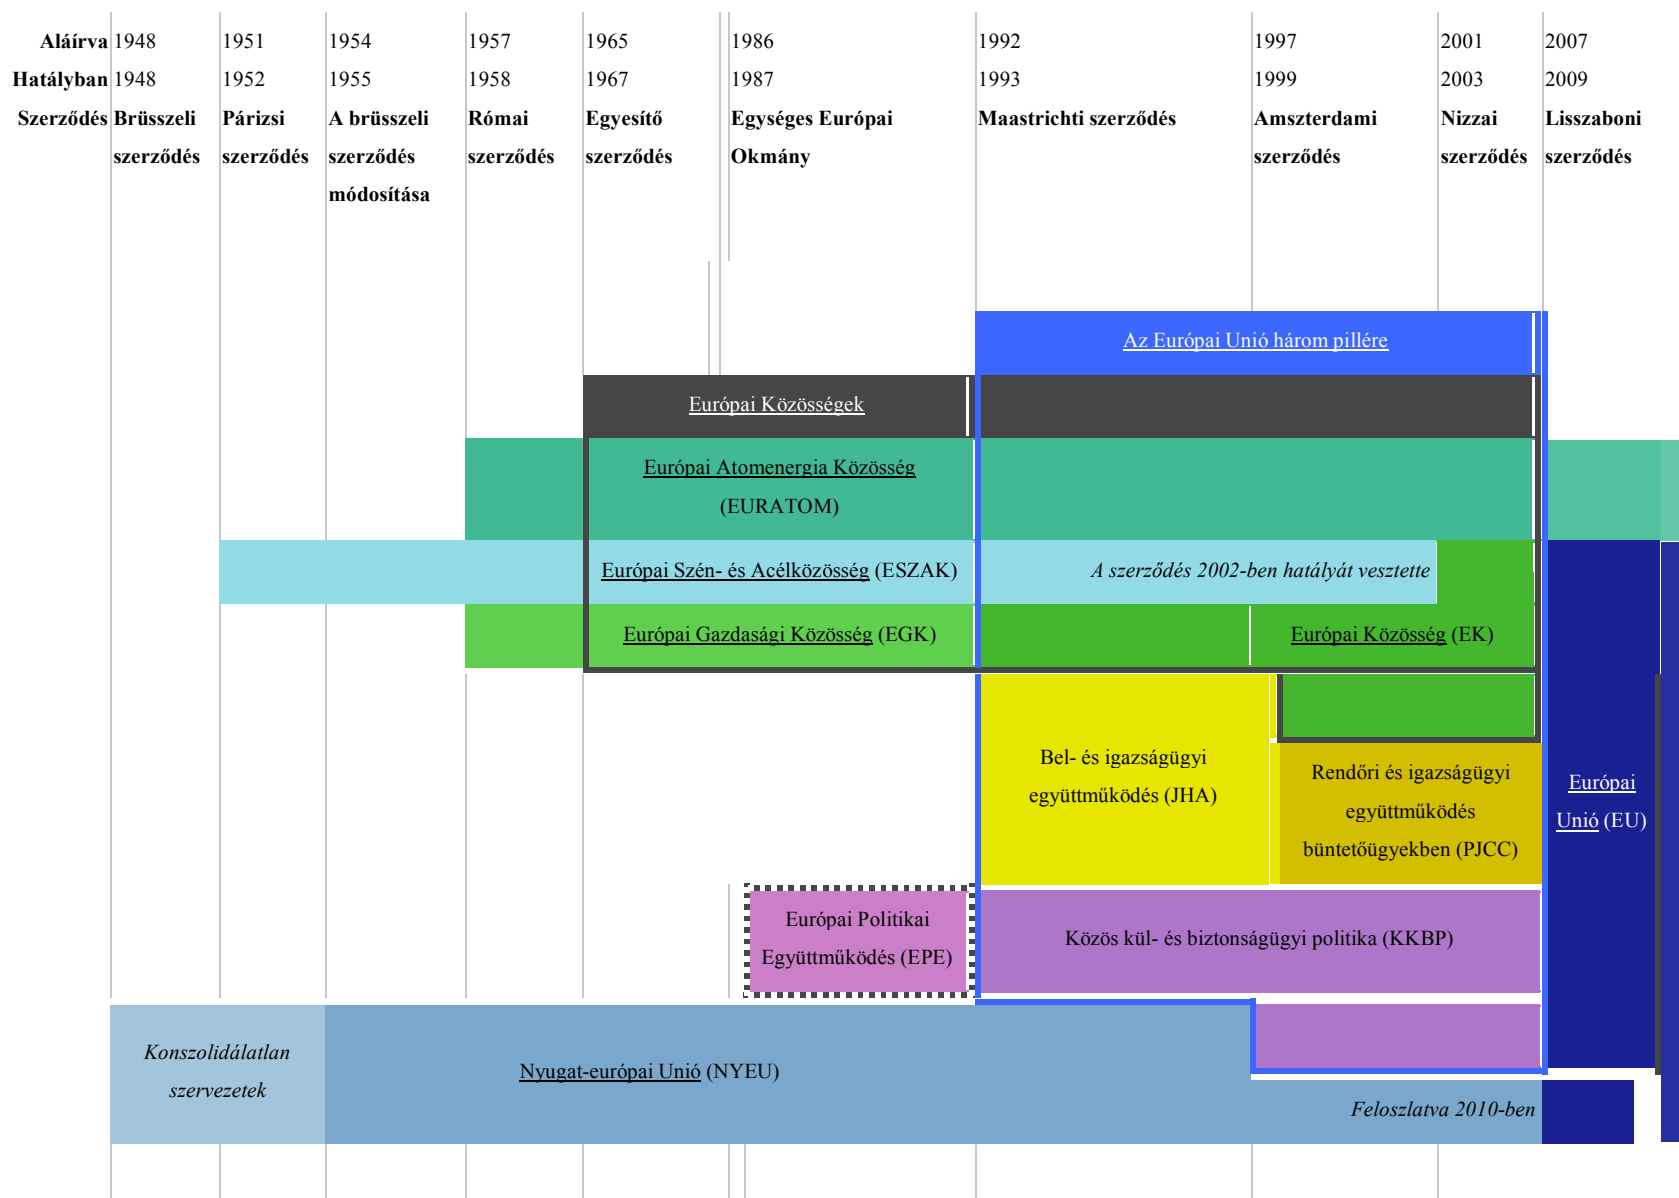 Aláírva 1948 1951 1954 1957 1965 1986 1992 1997 2001 2007
Hatályban 1948 1952 1955 1958 1967 1987 1993 1999 2003 2009
Szerződés Brüsszeli Párizsi A brüsszeli Római Egyesítő Egységes Európai Maastrichti szerződés Amszterdami Nizzai Lisszaboni
szerződés szerződés szerződés szerződés szerződés Okmány szerződés szerződés szerződés
módosítása
Az Európai Unió három pillére
Európai Közösségek
Európai Atomenergia Közösség
(EURATOM)
Európai Szén- és Acélközösség (ESZAK) A szerződés 2002-ben hatályát vesztette
Európai Gazdasági Közösség (EGK) Európai Közösség (EK)
Bel- és igazságügyi
együttműködés (JHA)
Rendőri és igazságügyi
együttműködés
büntetőügyekben (PJCC)
Európai
Unió (EU)
Európai Politikai
Együttműködés (EPE)
Közös kül- és biztonságügyi politika (KKBP)
Konszolidálatlan
szervezetek
Nyugat-európai Unió (NYEU)
Feloszlatva 2010-ben